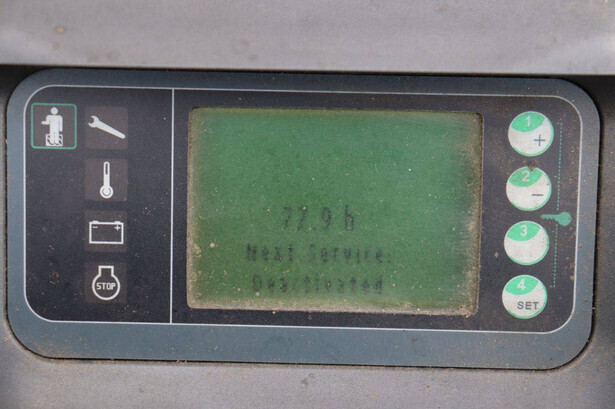 77.9 h
Next Service:
Deactivated
STOP
1
+
2
-
3
4
SET